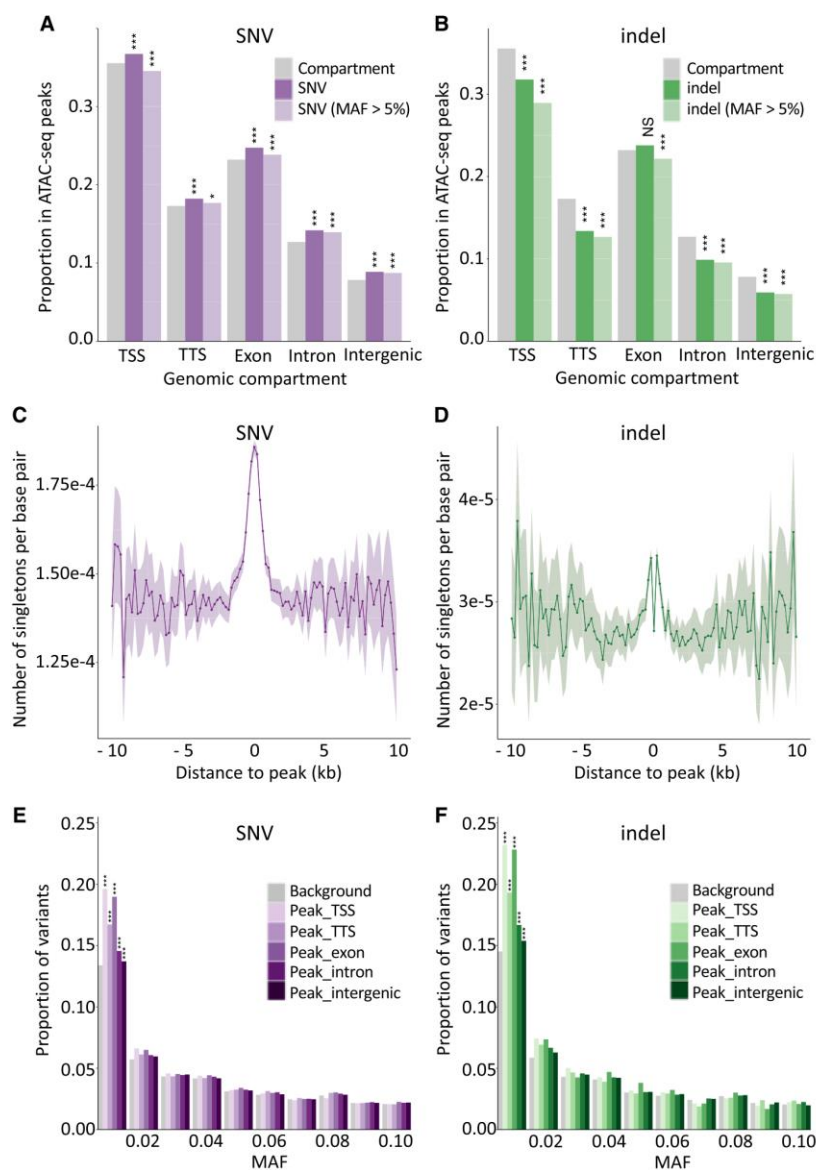 A
SNV
Proportion in ATAC-seq peaks
0.3
0.2
0.1
0.0
Compartment
SNV
SNV (MAF > 5%)
*** ***
*** *
*** ***
*** ***
*** ***
TSS TTS Exon Intron Intergenic
Genomic compartment
B
indel
Proportion in ATAC-seq peaks
0.3
0.2
0.1
0.0
Compartment
indel
indel (MAF > 5%)
*** ***
*** ***
NS ***
*** ***
*** ***
TSS TTS Exon Intron Intergenic
Genomic compartment
C
SNV
Number of singletons per base pair
1.75e-4
1.50e-4
1.25e-4
- 10 - 5 0 5 10
Distance to peak (kb)
D
indel
Number of singletons per base pair
4e-5
3e-5
2e-5
- 10 - 5 0 5 10
Distance to peak (kb)
E
SNV
Proportion of variants
0.25
0.20
0.15
0.10
0.05
0.00
*** *** *** *** ***
Background
Peak_TSS
Peak_TTS
Peak_exon
Peak_intron
Peak_intergenic
0.02 0.04 0.06 0.08 0.10
MAF
F
indel
Proportion of variants
0.25
0.20
0.15
0.10
0.05
0.00
*** *** *** *** ***
Background
Peak_TSS
Peak_TTS
Peak_exon
Peak_intron
Peak_intergenic
0.02 0.04 0.06 0.08 0.10
MAF